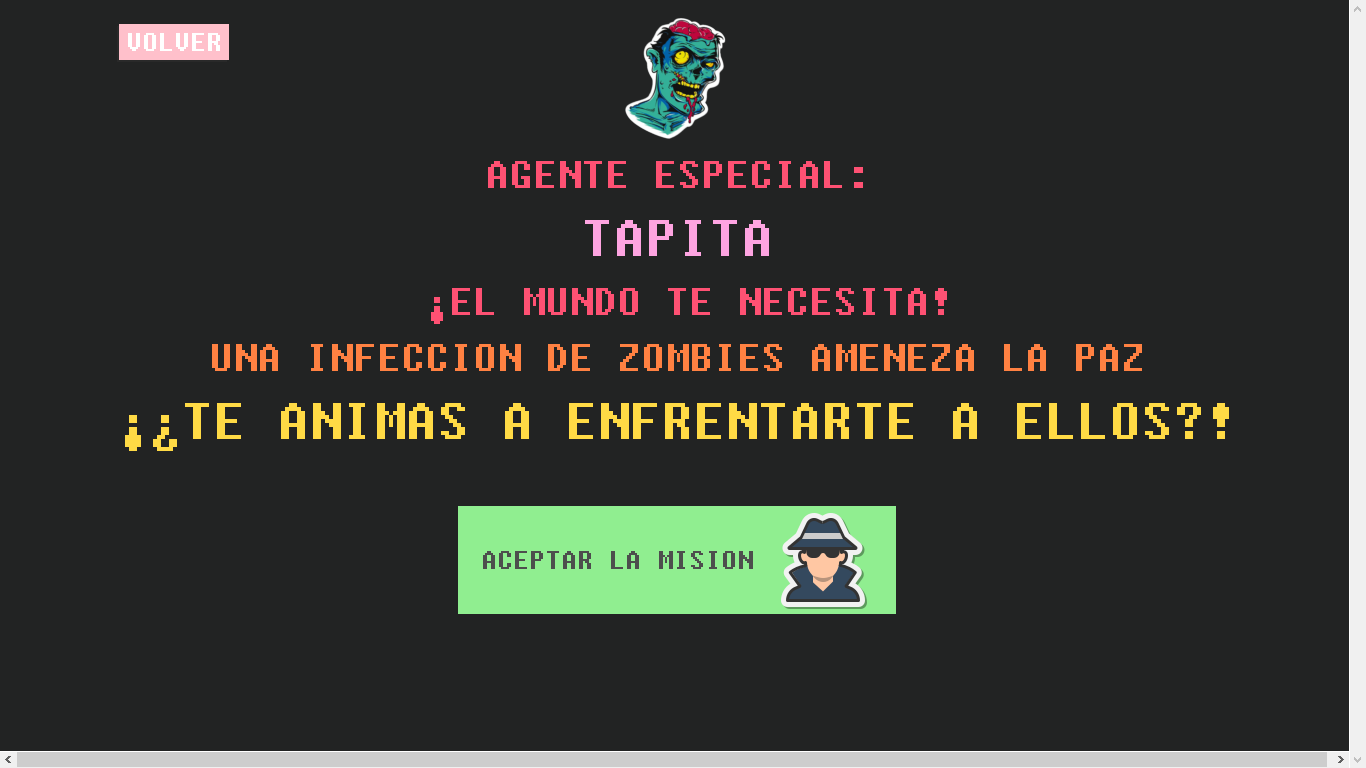 VOLVER
AGENTE ESPECIAL:
TAPITA
¡EL MUNDO TE NECESITA!
UNA INFECCION DE ZOMBIES AMENEZA LA PAZ
¡¿TE ANIMAS A ENFRENTARTE A ELLOS?!
ACEPTAR LA MISION